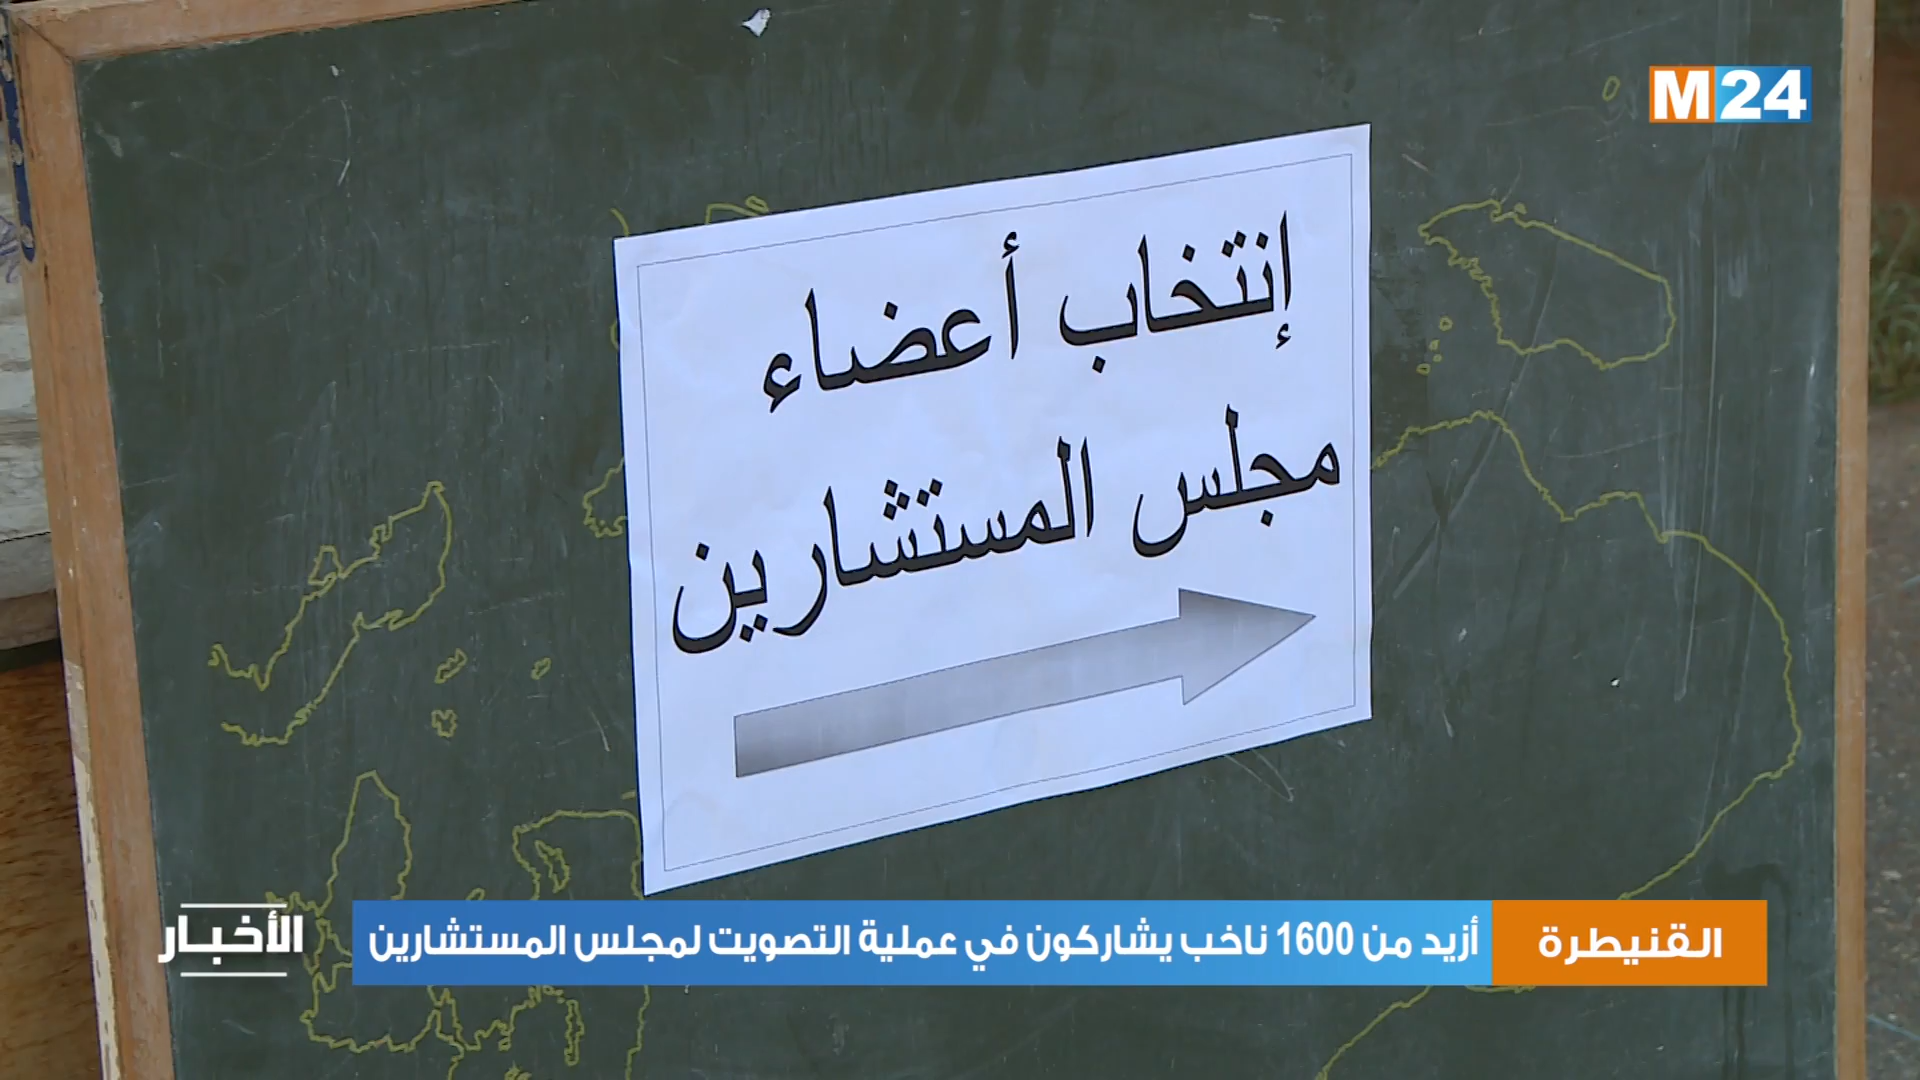 M24
إنتخاب أعضاء
مجلس المستشارين
القنيطرة
أزيد من 1600 ناخب يشاركون في عملية التصويت لمجلس المستشارين
الأخبار